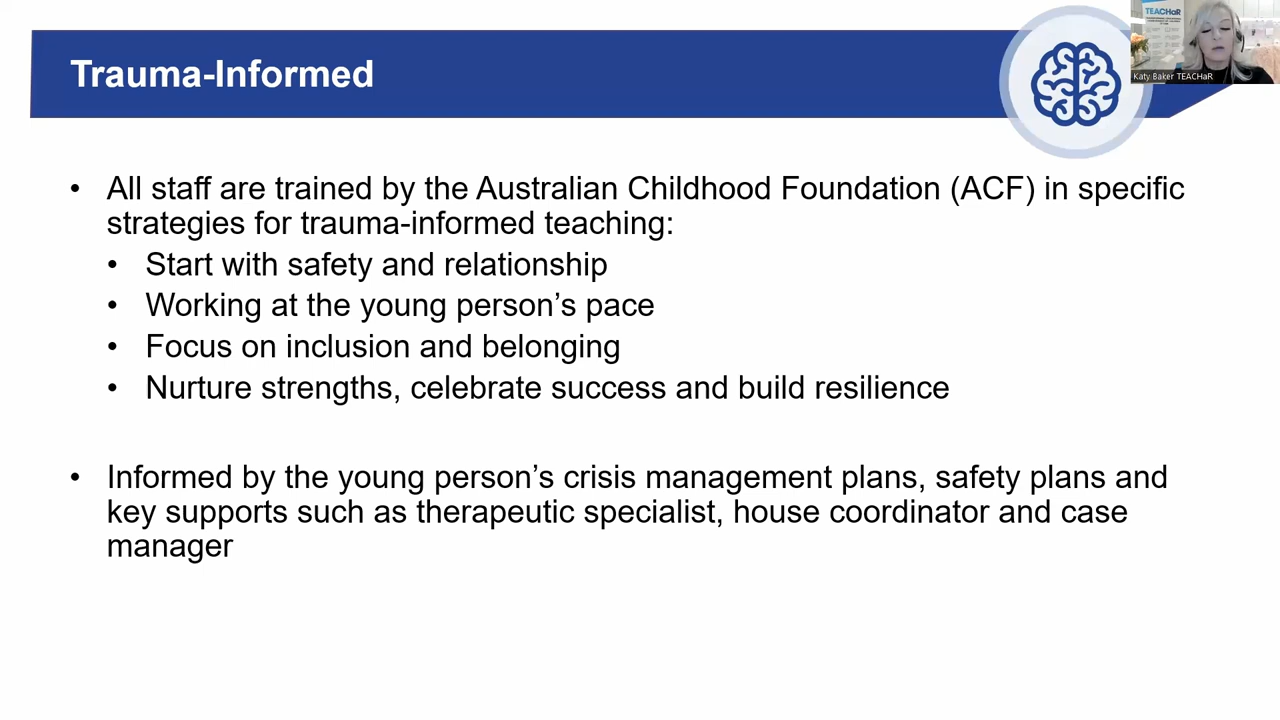 Trauma-Informed
TEACHaR
Katy Baker TEACHaR
• All staff are trained by the Australian Childhood Foundation (ACF) in specific
strategies for trauma-informed teaching:
• Start with safety and relationship
• Working at the young person’s pace
• Focus on inclusion and belonging
• Nurture strengths, celebrate success and build resilience
• Informed by the young person’s crisis management plans, safety plans and
key supports such as therapeutic specialist, house coordinator and case
manager